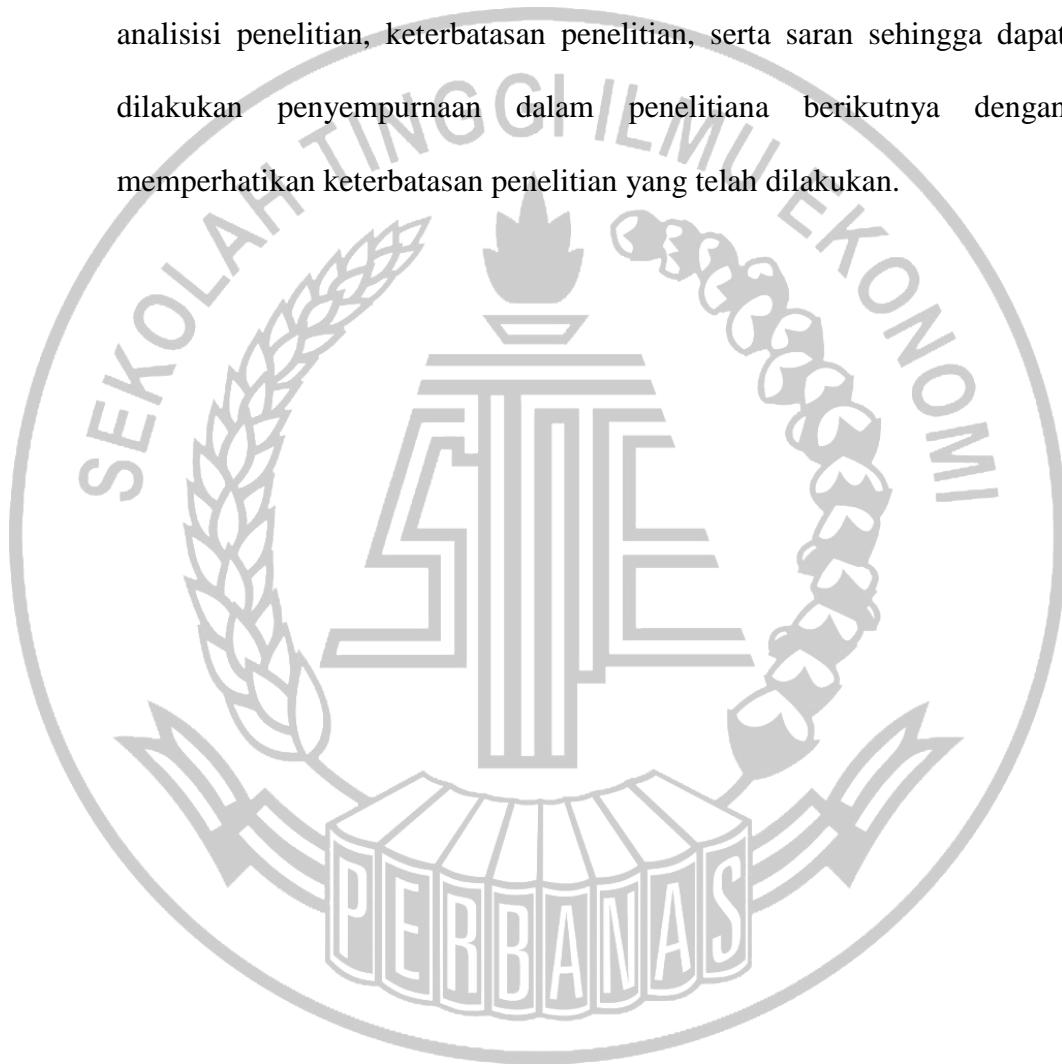 analisisi penelitian, keterbatasan penelitian, serta saran sehingga dapat
dilakukan penyempurnaan dalam penelitiana berikutnya dengan
memperhatikan keterbatasan penelitian yang telah dilakukan.
SEKOLAH TINGGI ILMU EKONOMI
STIE
PERBANAS